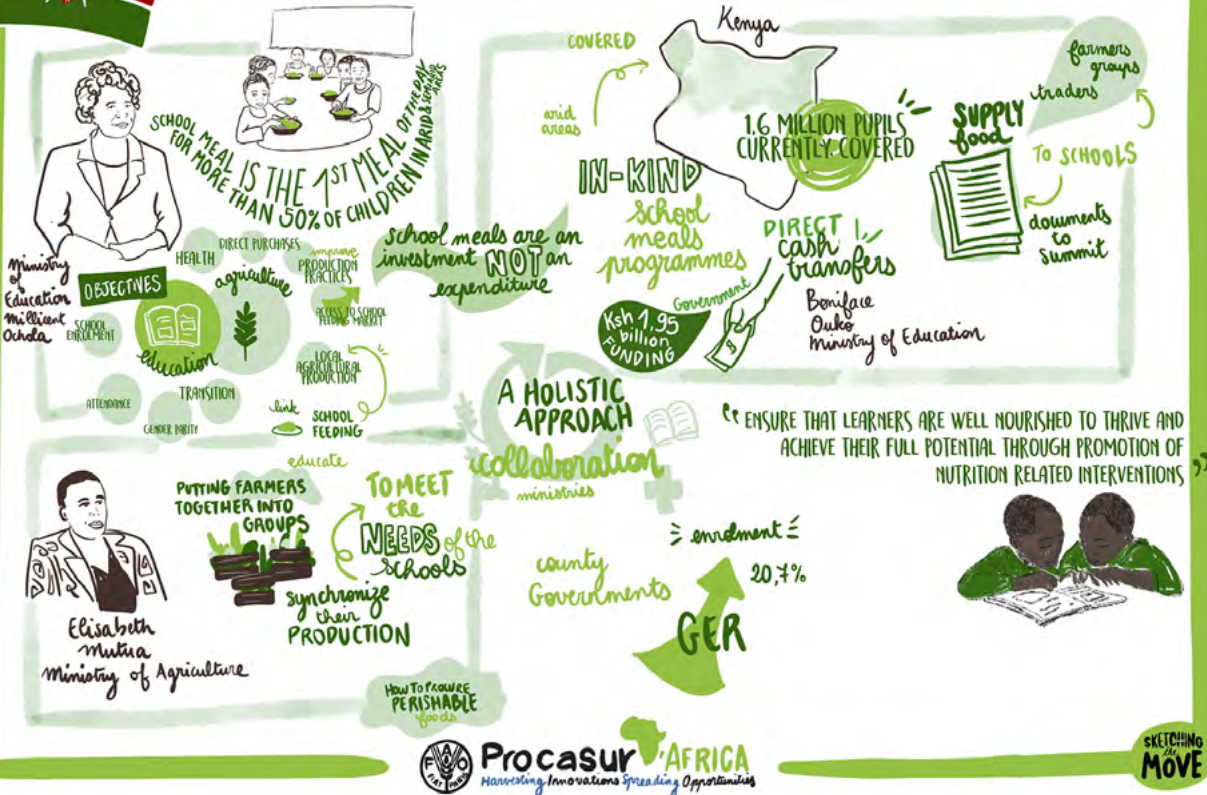 SCHOOL MEAL IS THE 1ST MEAL OF THE DAY
FOR MORE THAN 50% OF CHILDREN IN ARID & SEMI ARID AREAS
Ministry
of
Education
Millicent
Ochola
OBJECTIVES
HEALTH
DIRECT PURCHASES
agriculture
improve
PRODUCTION
PRACTICES
ACCESS TO SCHOOL
FEEDING MARKET
SCHOOL
ENROLMENT
education
LOCAL
AGRICULTURAL
PRODUCTION
ATTENDANCE
TRANSITION
GENDER PARITY
link
SCHOOL
FEEDING
School meals are an
investment NOT an
expenditure
COVERED
arid
areas
Kenya
1.6 MILLION PUPILS
CURRENTLY COVERED
IN-KIND
school
meals
programmes
DIRECT
cash
transfers
Government
Ksh 1,95
billion
FUNDING
Boniface
Ouko
Ministry of Education
farmers
groups
traders
SUPPLY
food
TO SCHOOLS
documents
to
Summit
A HOLISTIC
APPROACH
collaboration
ministries
“ ENSURE THAT LEARNERS ARE WELL NOURISHED TO THRIVE AND
ACHIEVE THEIR FULL POTENTIAL THROUGH PROMOTION OF
NUTRITION RELATED INTERVENTIONS ”
educate
PUTTING FARMERS
TOGETHER INTO
GROUPS
TO MEET
the
NEEDS of the
schools
synchronize
their
PRODUCTION
Elisabeth
Mutua
Ministry of Agriculture
HOW TO PROCURE
PERISHABLE
foods
county
Governments
enrolment
20,7%
GER
FAO
FIAT PANIS
Procasur AFRICA
Harvesting Innovations Spreading Opportunities
SKETCHING
the
MOVE